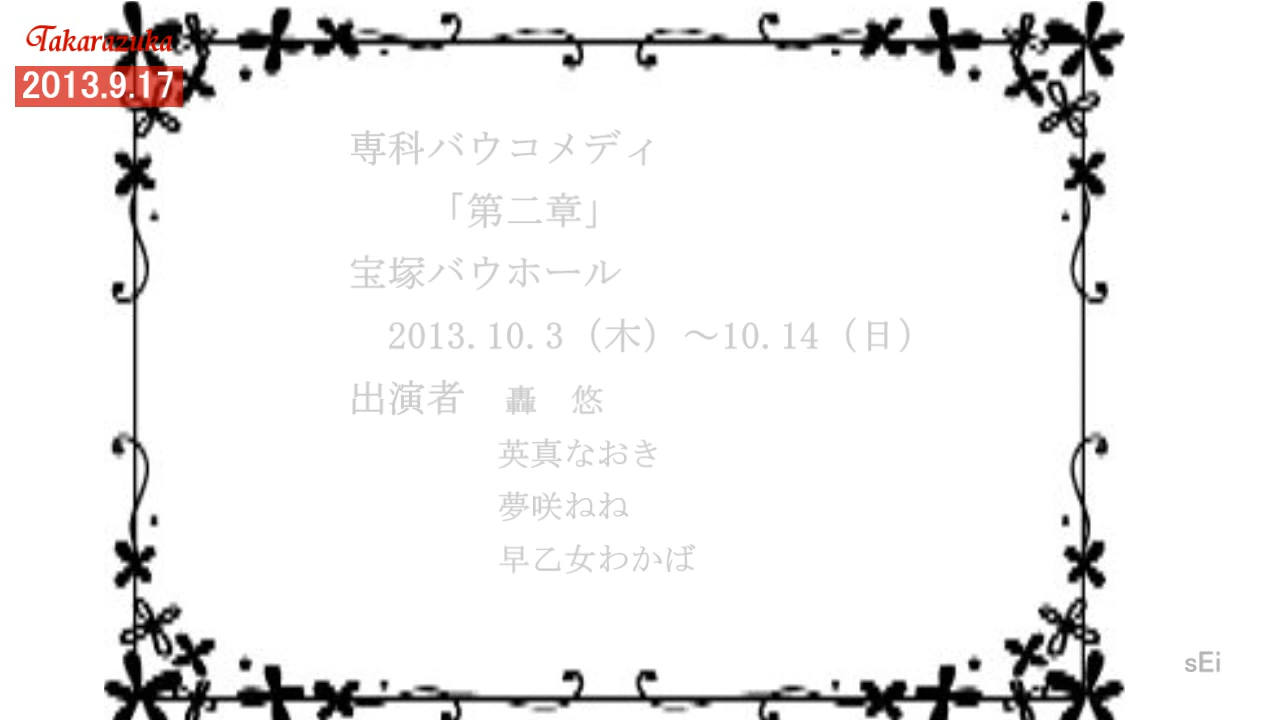 Takarazuka
2013.9.17
専科バウコメディ
「第二章」
宝塚バウホール
2013.10.3（木）～10.14（日）
出演者　轟　悠
英真なおき
夢咲ねね
早乙女わかば
sEi